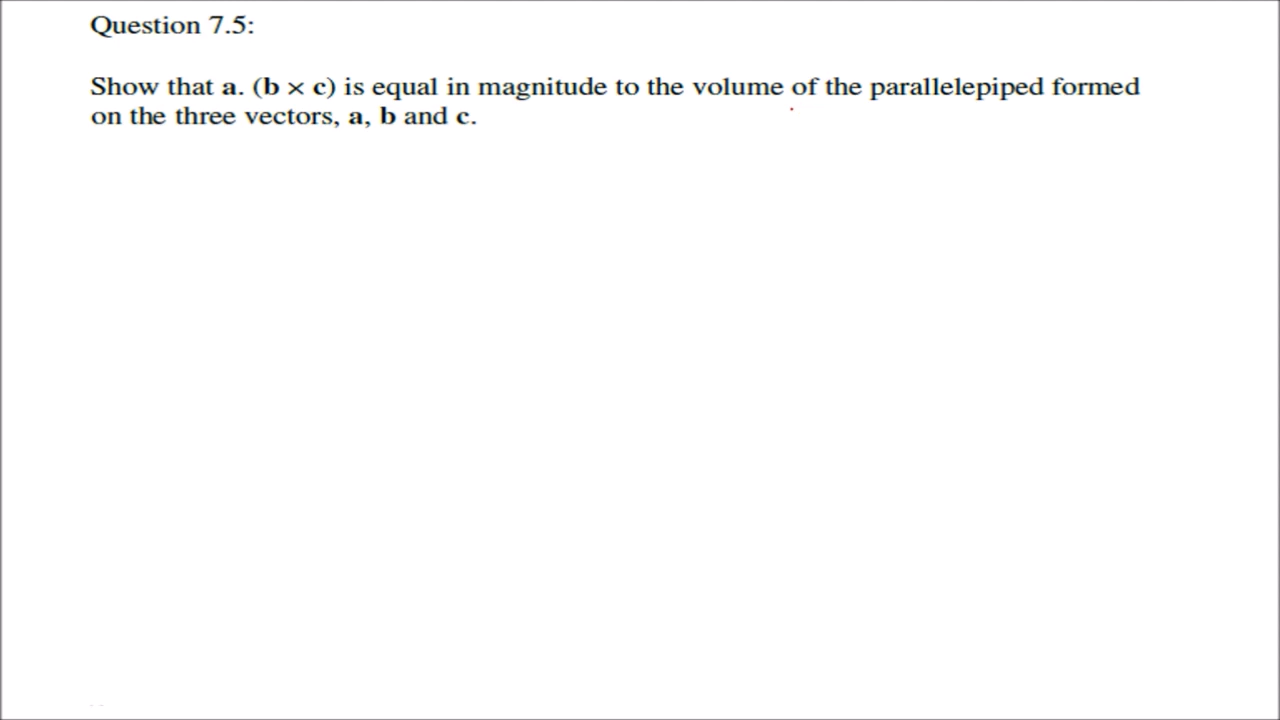 Question 7.5:
Show that a. (b × c) is equal in magnitude to the volume of the parallelepiped formed
on the three vectors, a, b and c.